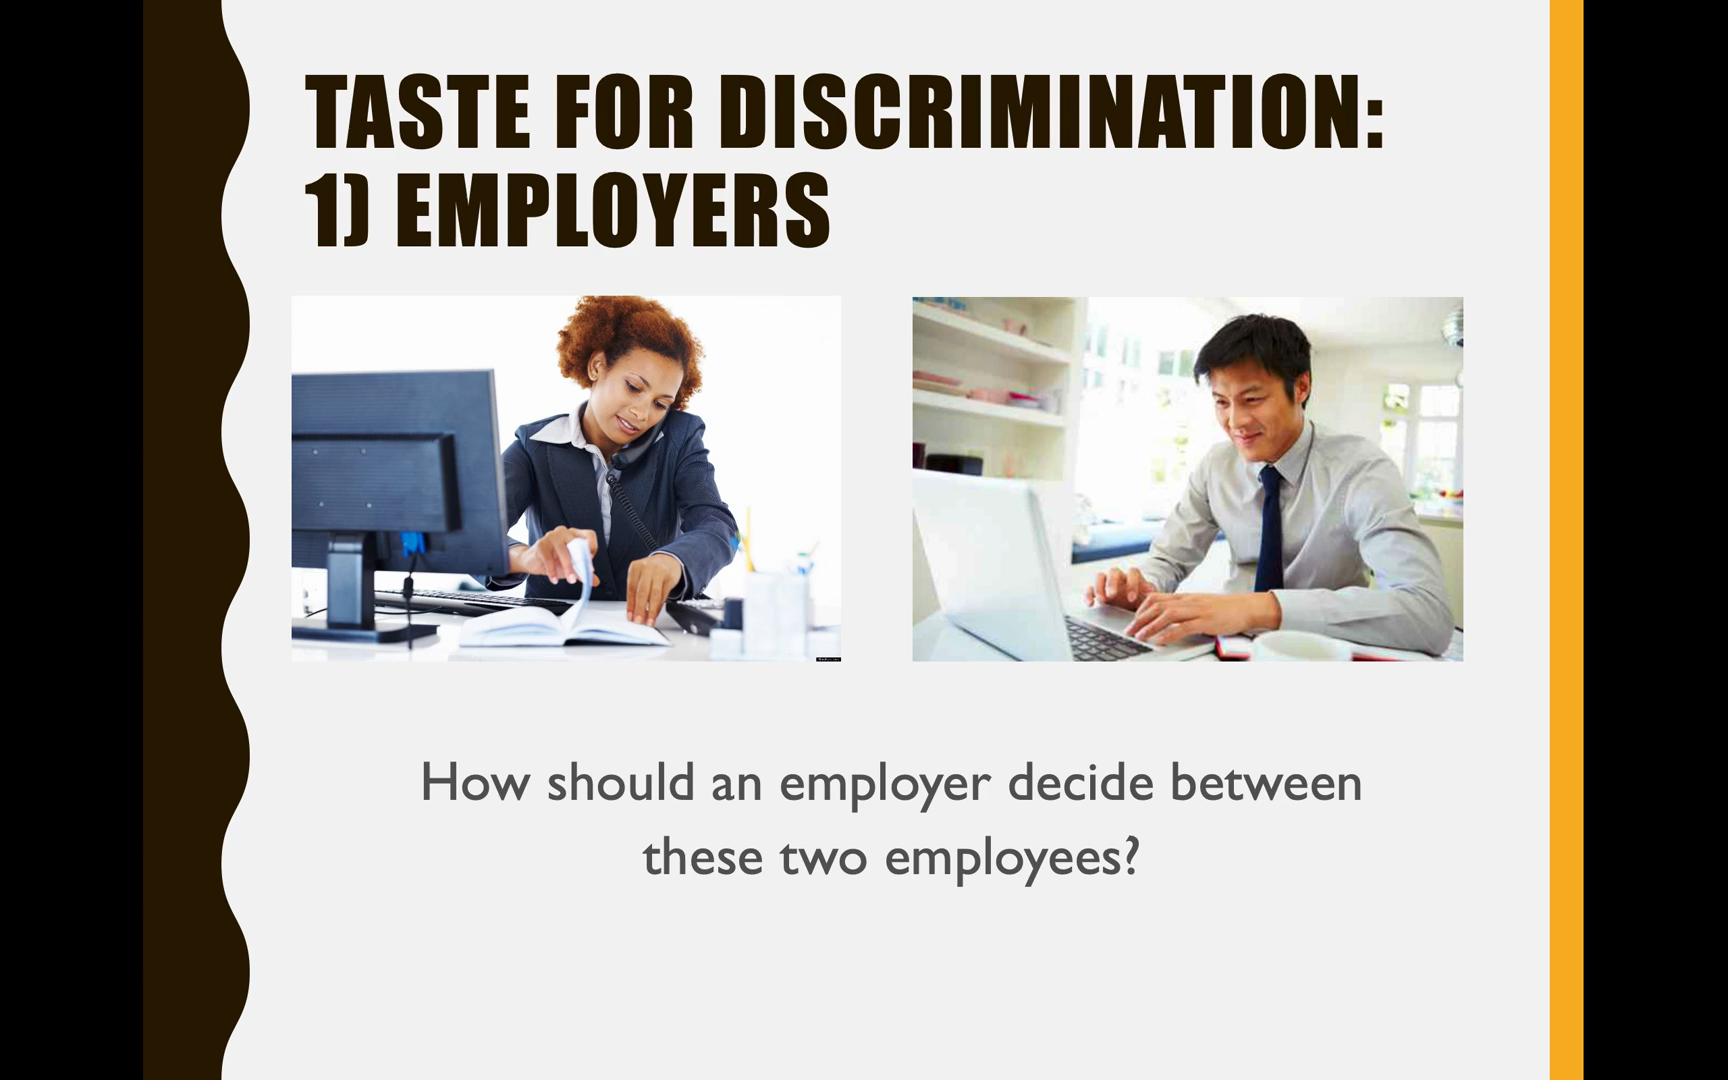 TASTE FOR DISCRIMINATION:
1) EMPLOYERS
How should an employer decide between
these two employees?